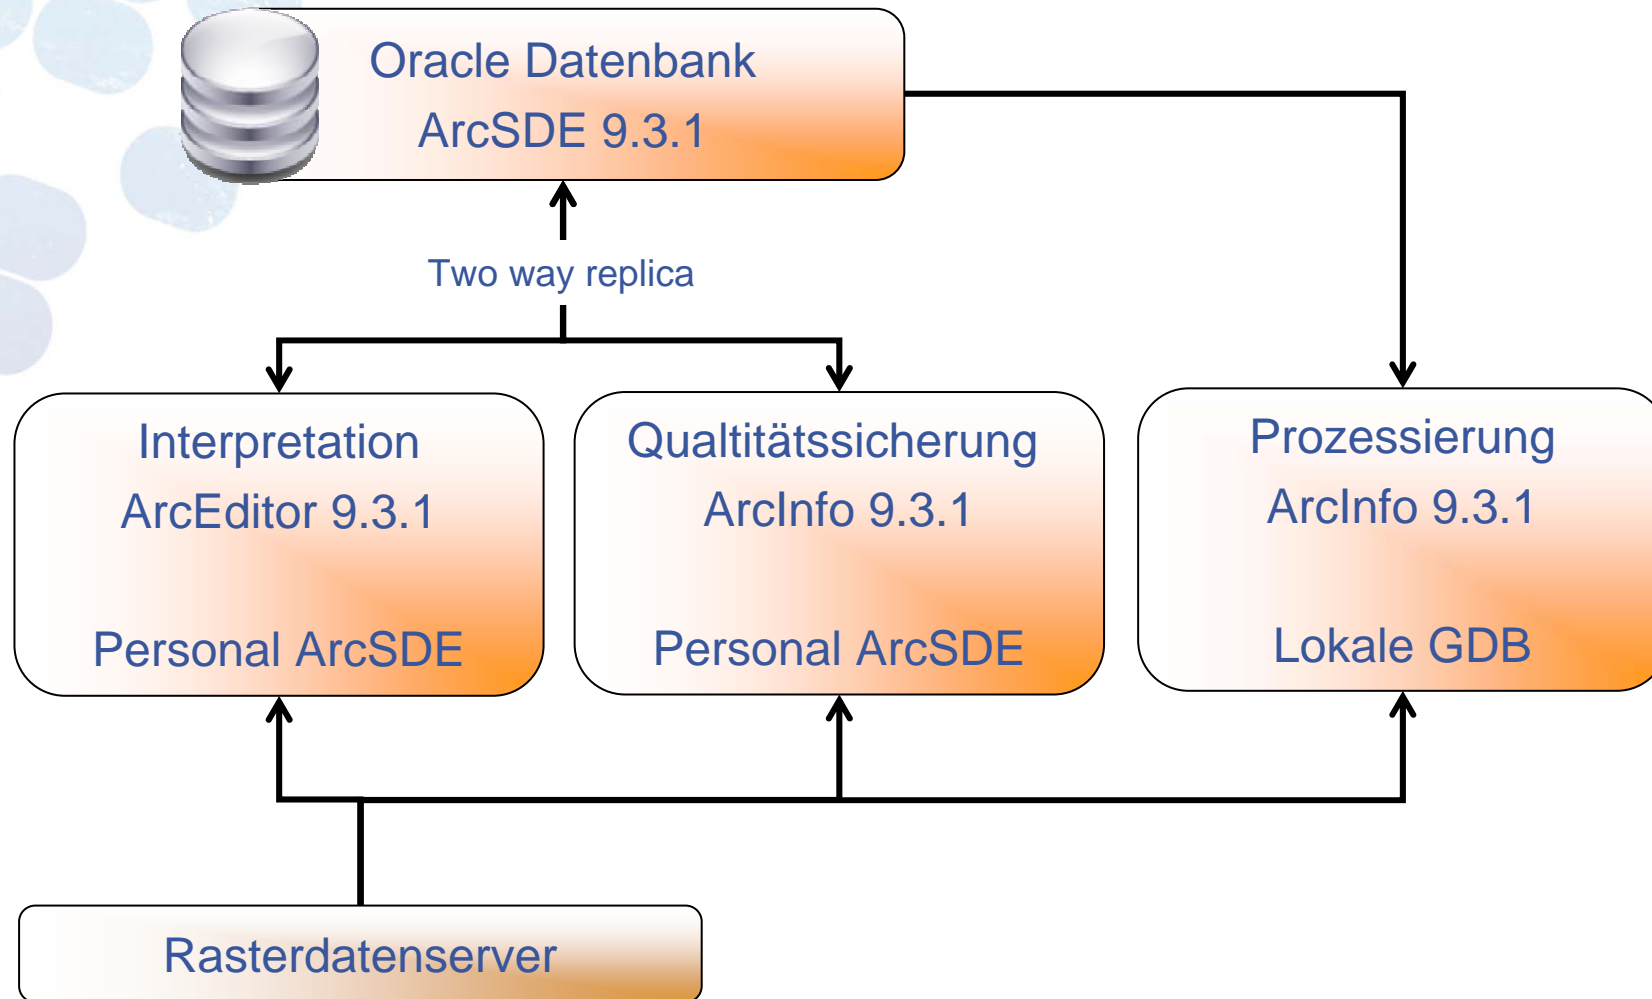 Oracle Datenbank
ArcSDE 9.3.1
Two way replica
Interpretation
ArcEditor 9.3.1
Personal ArcSDE
Qualtitätssicherung
ArcInfo 9.3.1
Personal ArcSDE
Prozessierung
ArcInfo 9.3.1
Lokale GDB
Rasterdatenserver